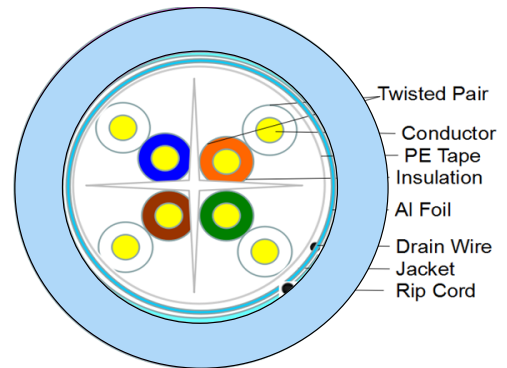 Twisted Pair
Conductor
PE Tape
Insulation
Al Foil
Drain Wire
Jacket
Rip Cord